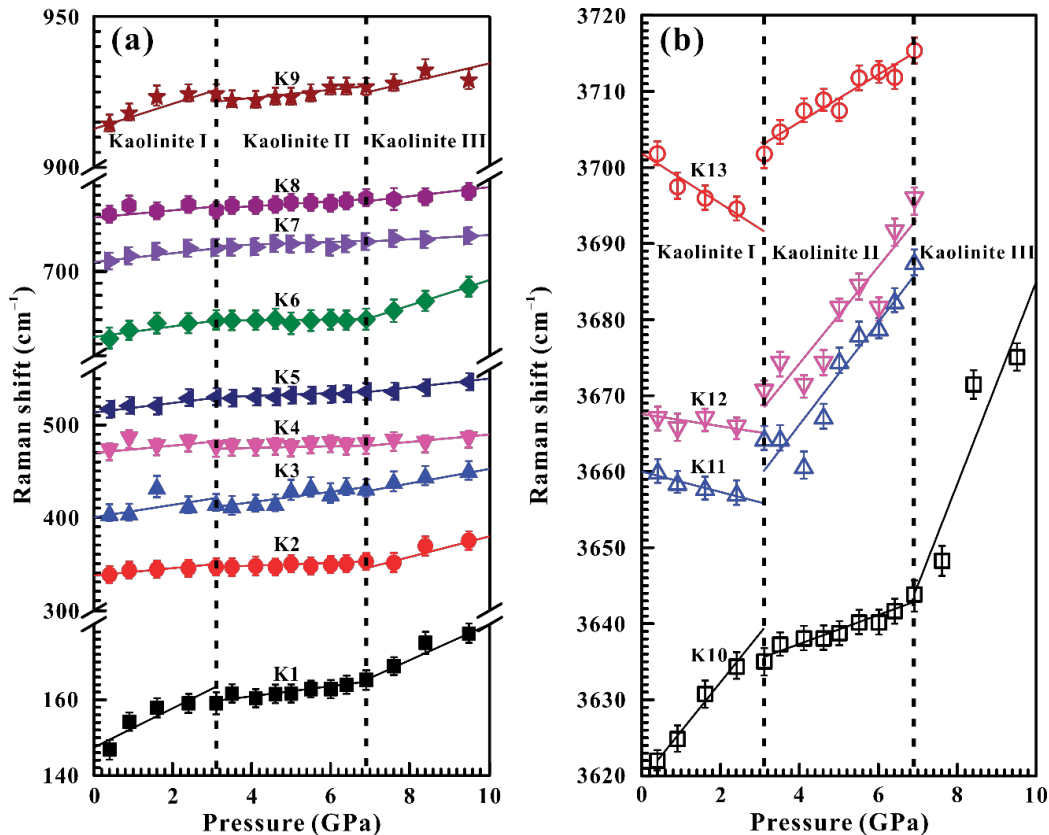 (a)
950
K9
Kaolinite I Kaolinite II Kaolinite III
900
K8
K7
700
K6
K5
500
K4
K3
400
K2
300
K1
160
140
0 2 4 6 8 10
Pressure (GPa)
Raman shift (cm⁻¹)
(b)
3720
3710
3700
K13
Kaolinite I Kaolinite II Kaolinite III
3690
3680
3670
K12
K11
3660
3650
3640
K10
3630
3620
0 2 4 6 8 10
Pressure (GPa)
Raman shift (cm⁻¹)